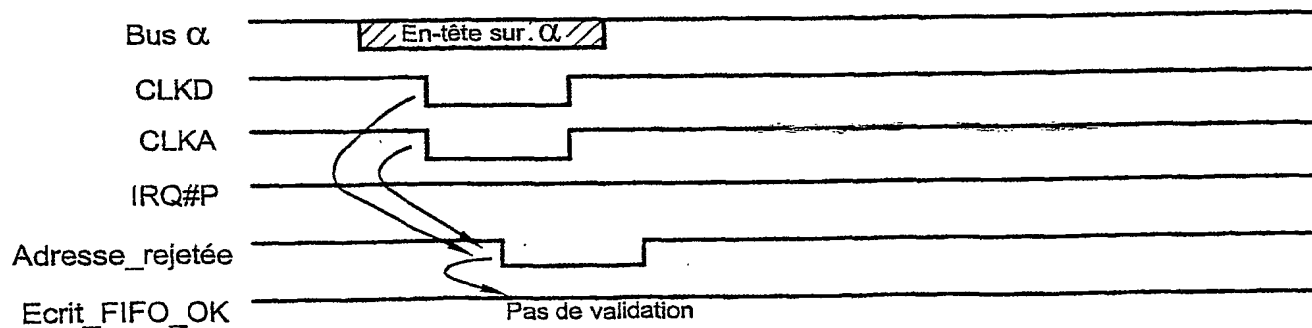 Bus α
En-tête sur α
CLKD
CLKA
IRQ#P
Adresse_rejetée
Ecrit_FIFO_OK
Pas de validation